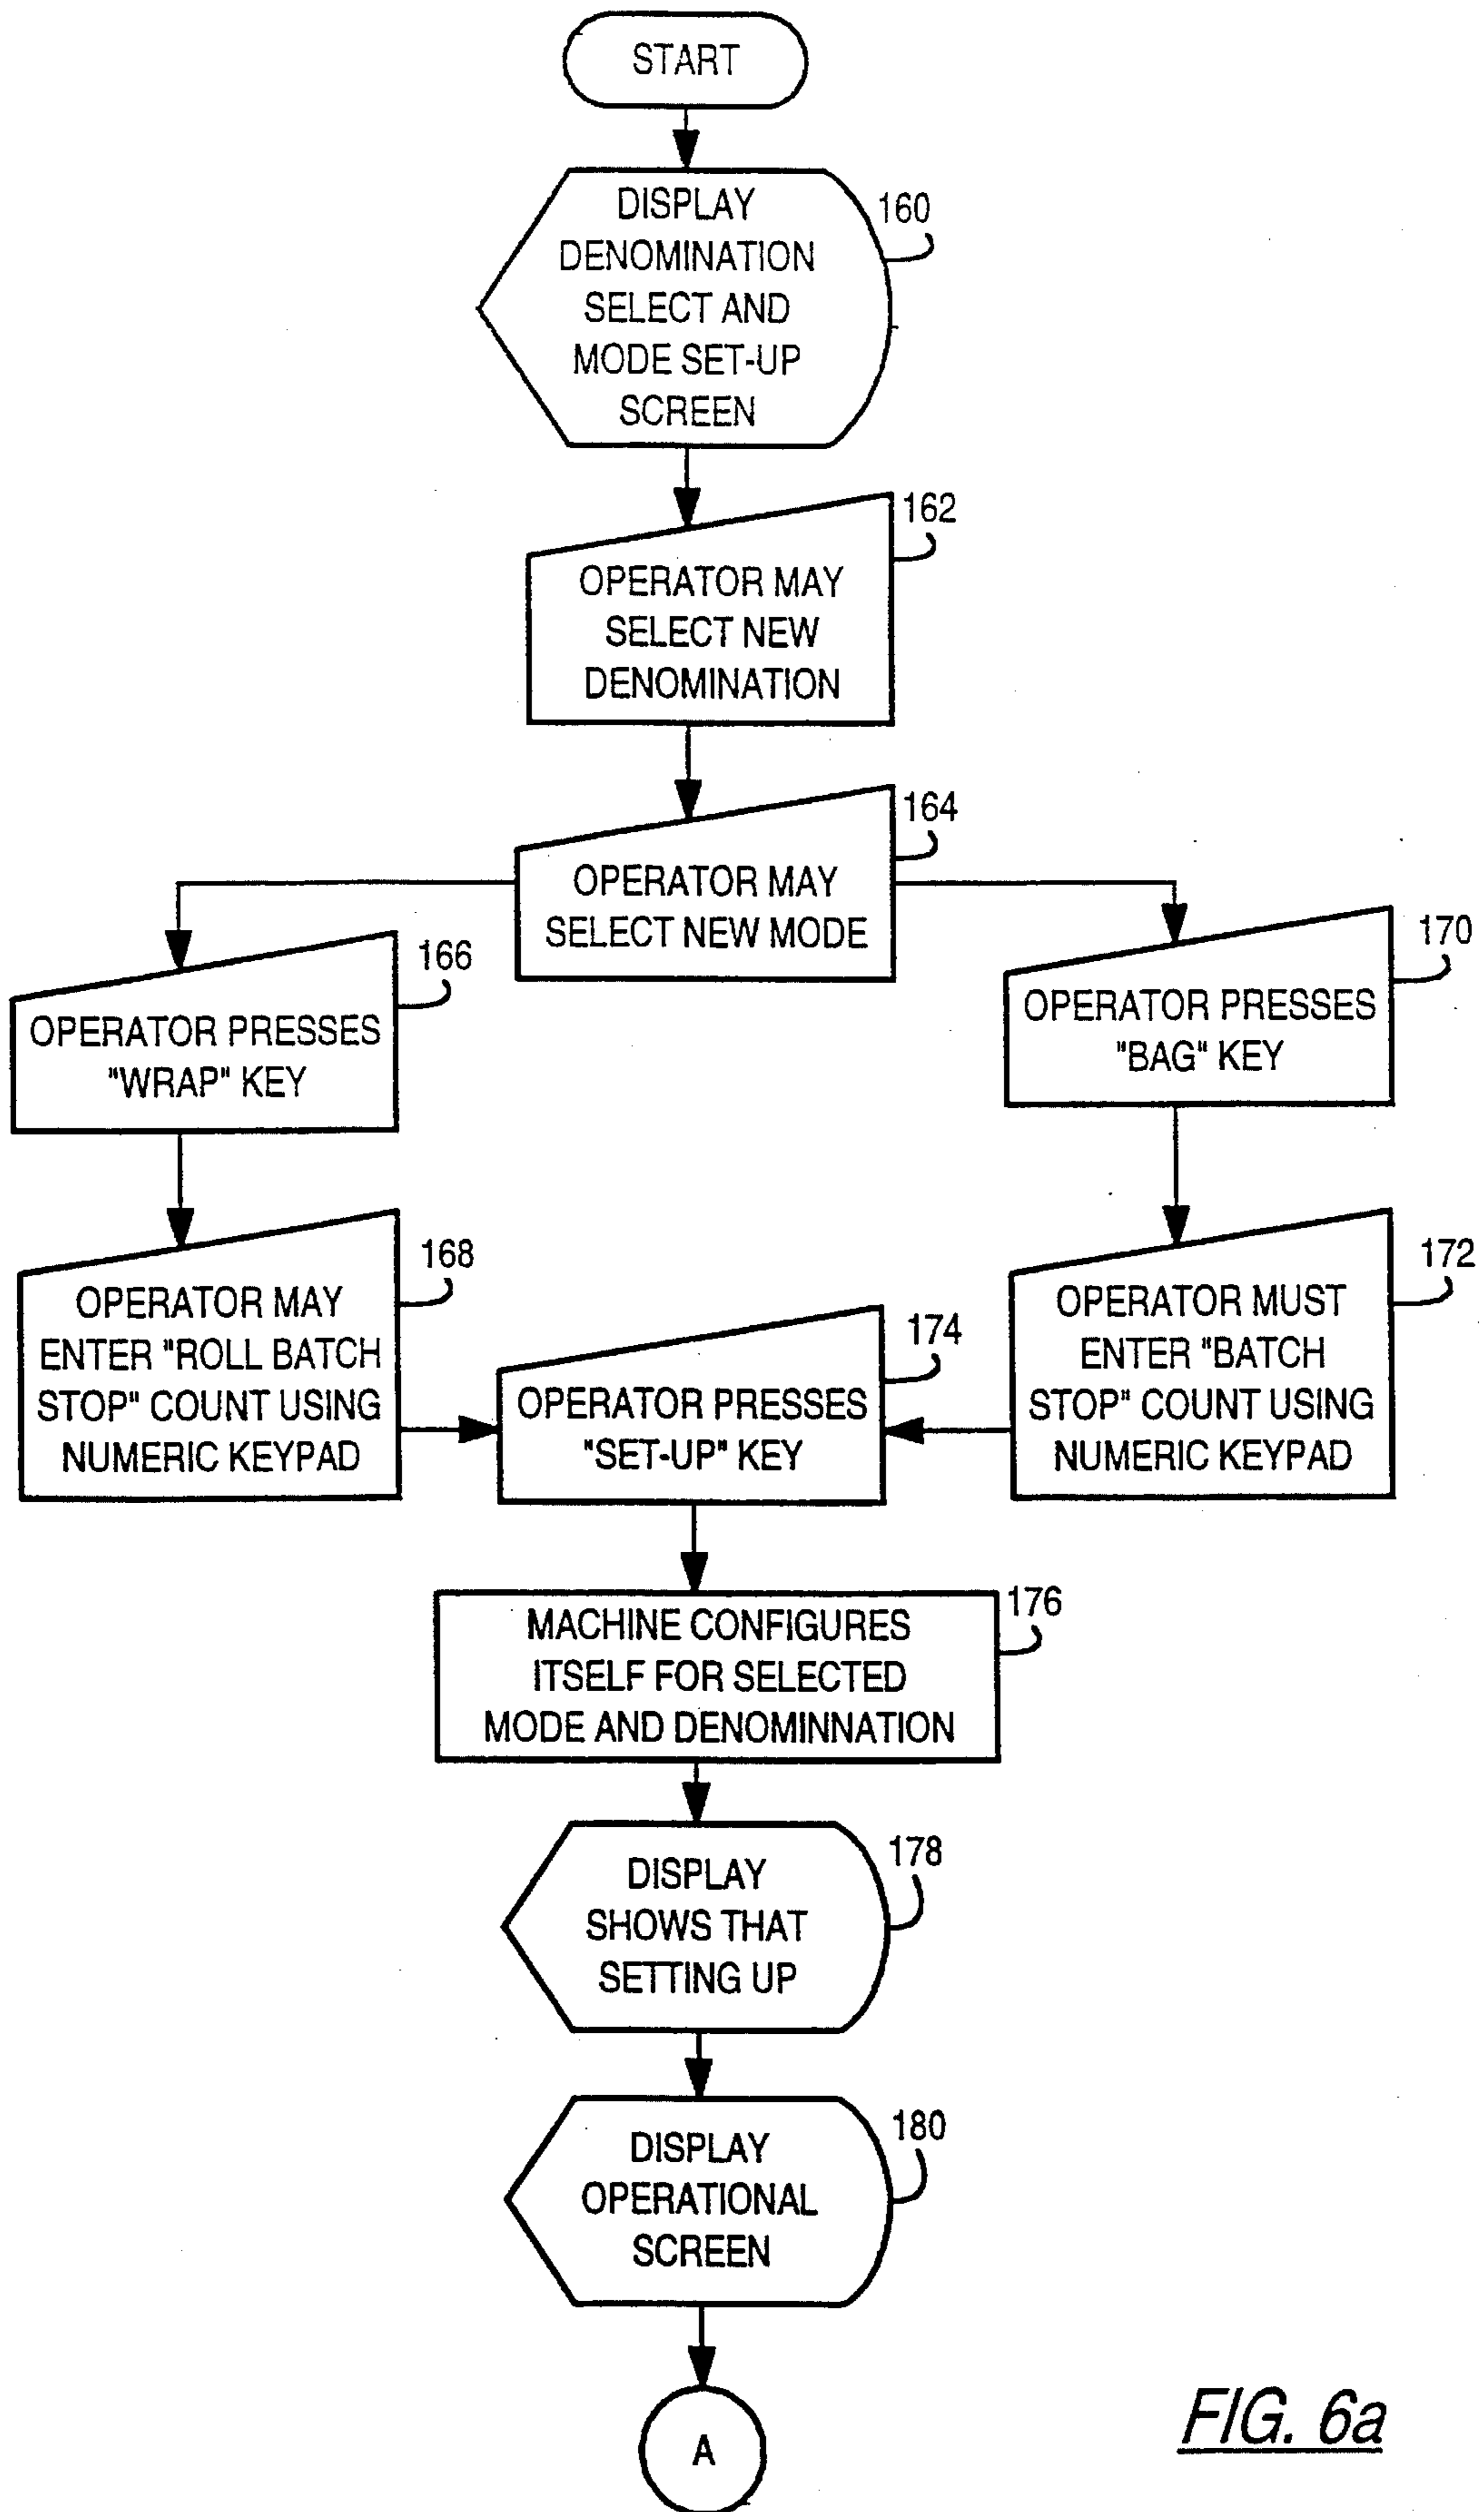 START
DISPLAY
DENOMINATION
SELECT AND
MODE SET-UP
SCREEN
160
OPERATOR MAY
SELECT NEW
DENOMINATION
162
OPERATOR MAY
SELECT NEW MODE
164
OPERATOR PRESSES
"WRAP" KEY
166
OPERATOR PRESSES
"BAG" KEY
170
OPERATOR MAY
ENTER "ROLL BATCH
STOP" COUNT USING
NUMERIC KEYPAD
168
OPERATOR PRESSES
"SET-UP" KEY
174
OPERATOR MUST
ENTER "BATCH
STOP" COUNT USING
NUMERIC KEYPAD
172
MACHINE CONFIGURES
ITSELF FOR SELECTED
MODE AND DENOMINNATION
176
DISPLAY
SHOWS THAT
SETTING UP
178
DISPLAY
OPERATIONAL
SCREEN
180
A
FIG. 6a